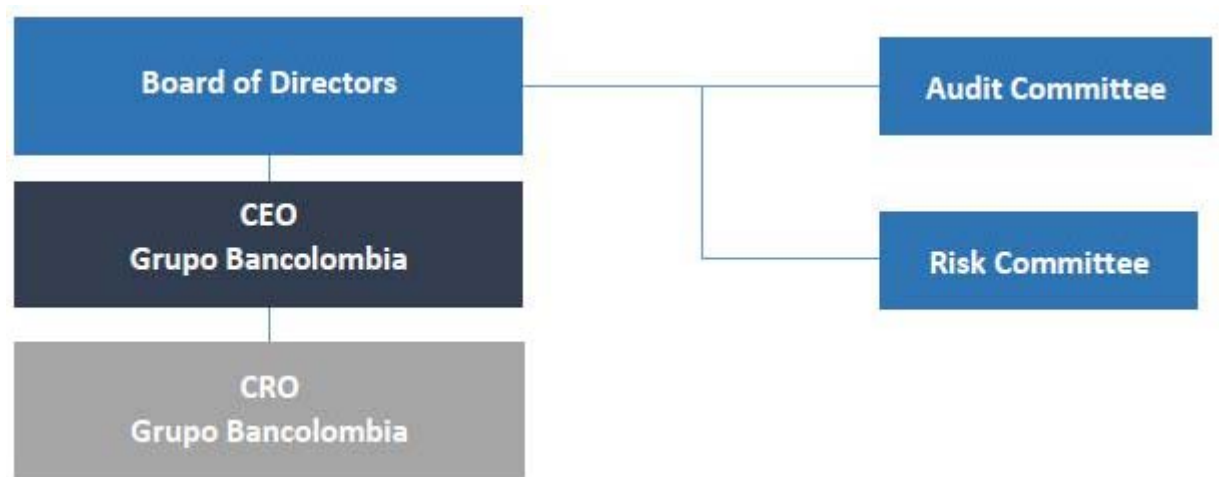 Board of Directors
Audit Committee
CEO
Grupo Bancolombia
Risk Committee
CRO
Grupo Bancolombia